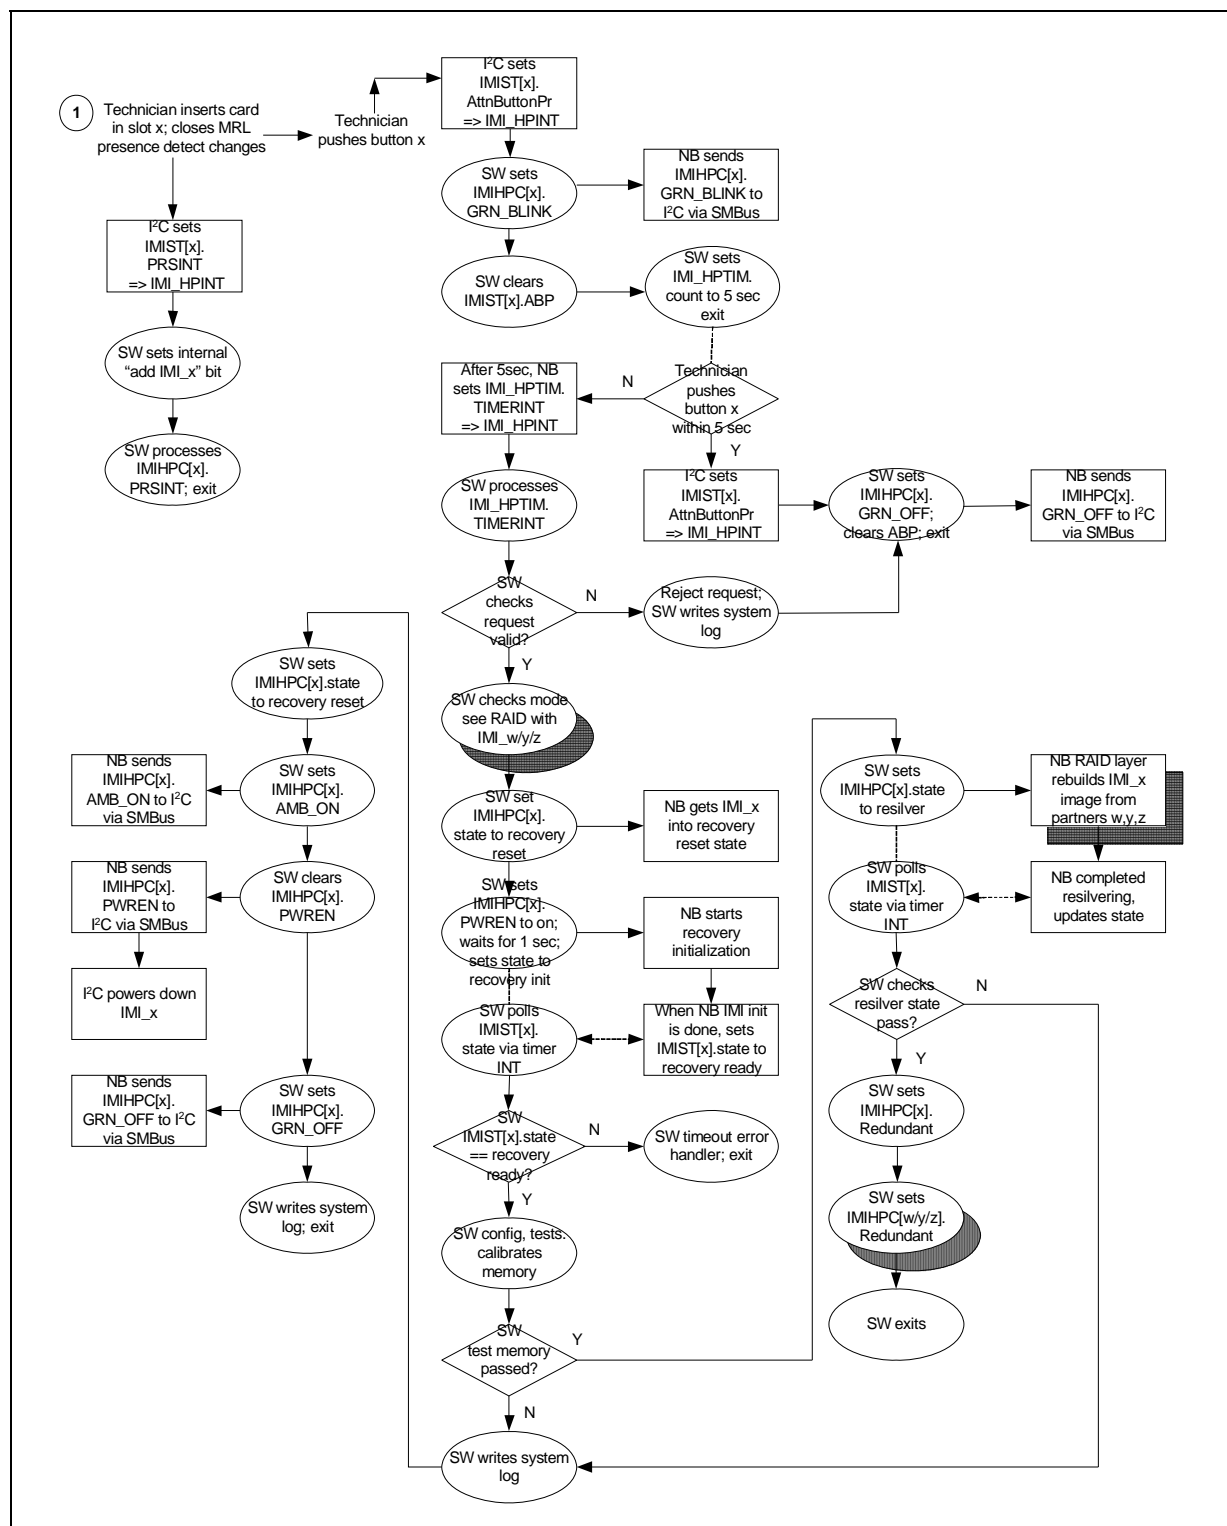 1
Technician inserts card
in slot x; closes MRL
presence detect changes
Technician
pushes button x
I²C sets
IMIST[x].
AttnButtonPr
=> IMI_HPINT
SW sets
IMIHPC[x].
GRN_BLINK
NB sends
IMIHPC[x].
GRN_BLINK to
I²C via SMBus
I²C sets
IMIST[x].
PRSINT
=> IMI_HPINT
SW clears
IMIST[x].ABP
SW sets
IMI_HPTIM.
count to 5 sec
exit
SW sets internal
“add IMI_x” bit
After 5sec, NB
sets IMI_HPTIM.
TIMERINT
=> IMI_HPINT
N
Technician
pushes
button x
within 5 sec
Y
SW processes
IMIHPC[x].
PRSINT; exit
SW processes
IMI_HPTIM.
TIMERINT
I²C sets
IMIST[x].
AttnButtonPr
=> IMI_HPINT
SW sets
IMIHPC[x].
GRN_OFF;
clears ABP; exit
NB sends
IMIHPC[x].
GRN_OFF to I²C
via SMBus
SW
checks
request
valid?
N
Reject request;
SW writes system
log
Y
SW sets
IMIHPC[x].state
to recovery reset
SW checks mode
see RAID with
IMI_w/y/z
NB sends
IMIHPC[x].
AMB_ON to I²C
via SMBus
SW sets
IMIHPC[x].
AMB_ON
SW set
IMIHPC[x].
state to recovery
reset
NB gets IMI_x
into recovery
reset state
SW sets
IMIHPC[x].state
to resilver
NB RAID layer
rebuilds IMI_x
image from
partners w,y,z
NB sends
IMIHPC[x].
PWREN to
I²C via SMBus
SW clears
IMIHPC[x].
PWREN
SW sets
IMIHPC[x].
PWREN to on;
waits for 1 sec;
sets state to
recovery init
NB starts
recovery
initialization
SW polls
IMIST[x].
state via timer
INT
NB completed
resilvering,
updates state
I²C powers down
IMI_x
SW polls
IMIST[x].
state via timer
INT
When NB IMI init
is done, sets
IMIST[x].state to
recovery ready
SW checks
resilver state
pass?
N
Y
NB sends
IMIHPC[x].
GRN_OFF to I²C
via SMBus
SW sets
IMIHPC[x].
GRN_OFF
SW
IMIST[x].state
== recovery
ready?
N
SW timeout error
handler; exit
SW sets
IMIHPC[x].
Redundant
Y
SW writes system
log; exit
SW config, tests.
calibrates
memory
SW sets
IMIHPC[w/y/z].
Redundant
SW
test memory
passed?
Y
SW exits
N
SW writes system
log